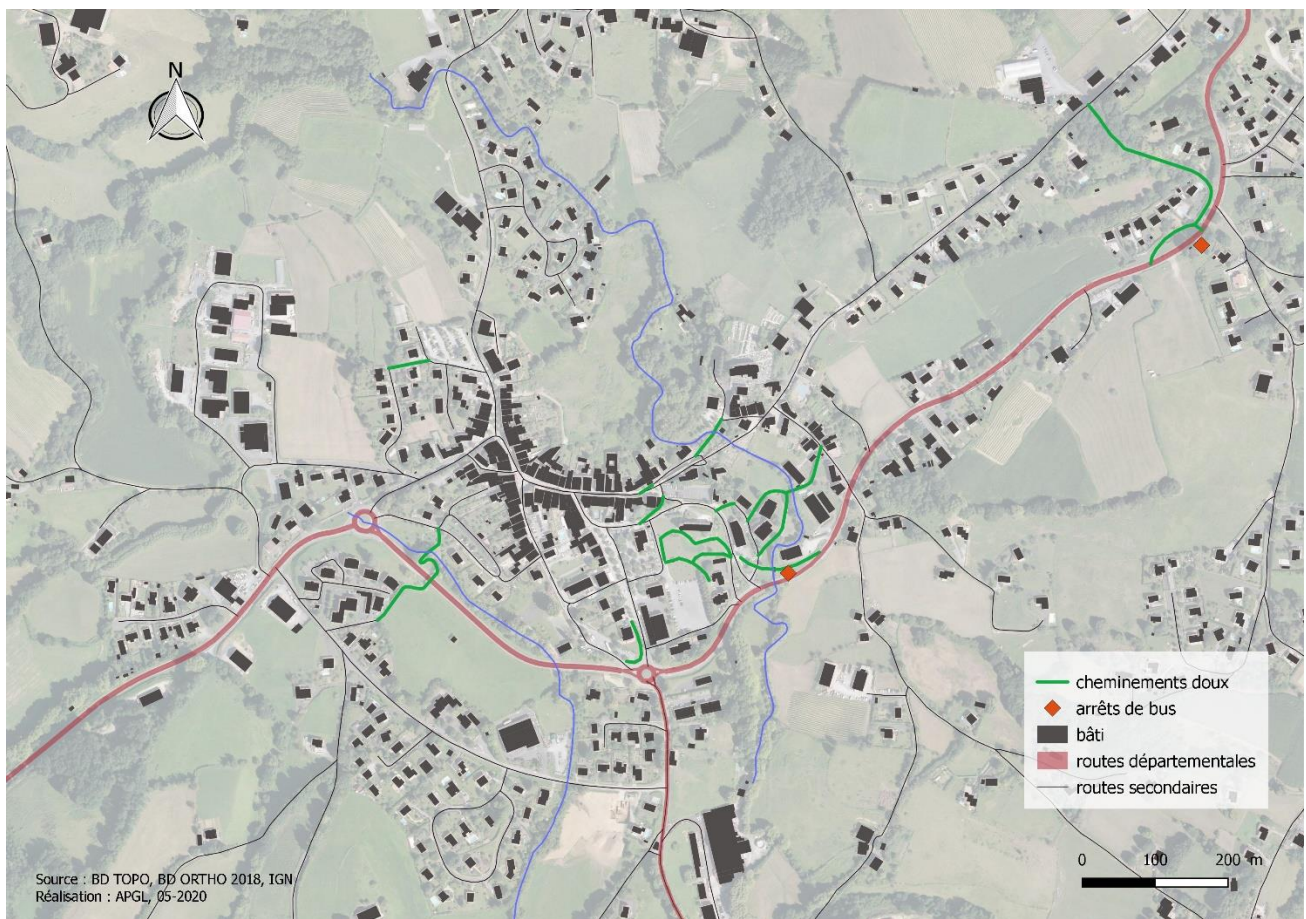 N
cheminements doux
arrêts de bus
bâti
routes départementales
routes secondaires
0 100 200 m
Source : BD TOPO, BD ORTHO 2018, IGN
Réalisation : APGL, 05-2020